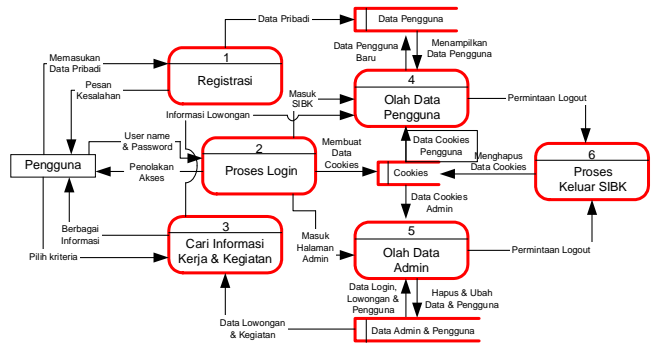 Data Pribadi
Data Pengguna
Memasukan
Data Pribadi
1
Registrasi
Data Pengguna
Baru
Menampilkan
Data Pengguna
4
Olah Data
Pengguna
Pesan
Kesalahan
Masuk
SIBK
Permintaan Logout
Informasi Lowongan
User name
& Password
2
Proses Login
Membuat
Data
Cookies
Data Cookies
Pengguna
Menghapus
Data Cookies
6
Proses
Keluar SIBK
Pengguna
Penolakan
Akses
Cookies
Data Cookies
Admin
Berbagai
Informasi
3
Cari Informasi
Kerja & Kegiatan
Masuk
Halaman
Admin
5
Olah Data
Admin
Permintaan Logout
Pilih kriteria
Data Login,
Lowongan &
Pengguna
Hapus & Ubah
Data & Pengguna
Data Lowongan
& Kegiatan
Data Admin & Pengguna